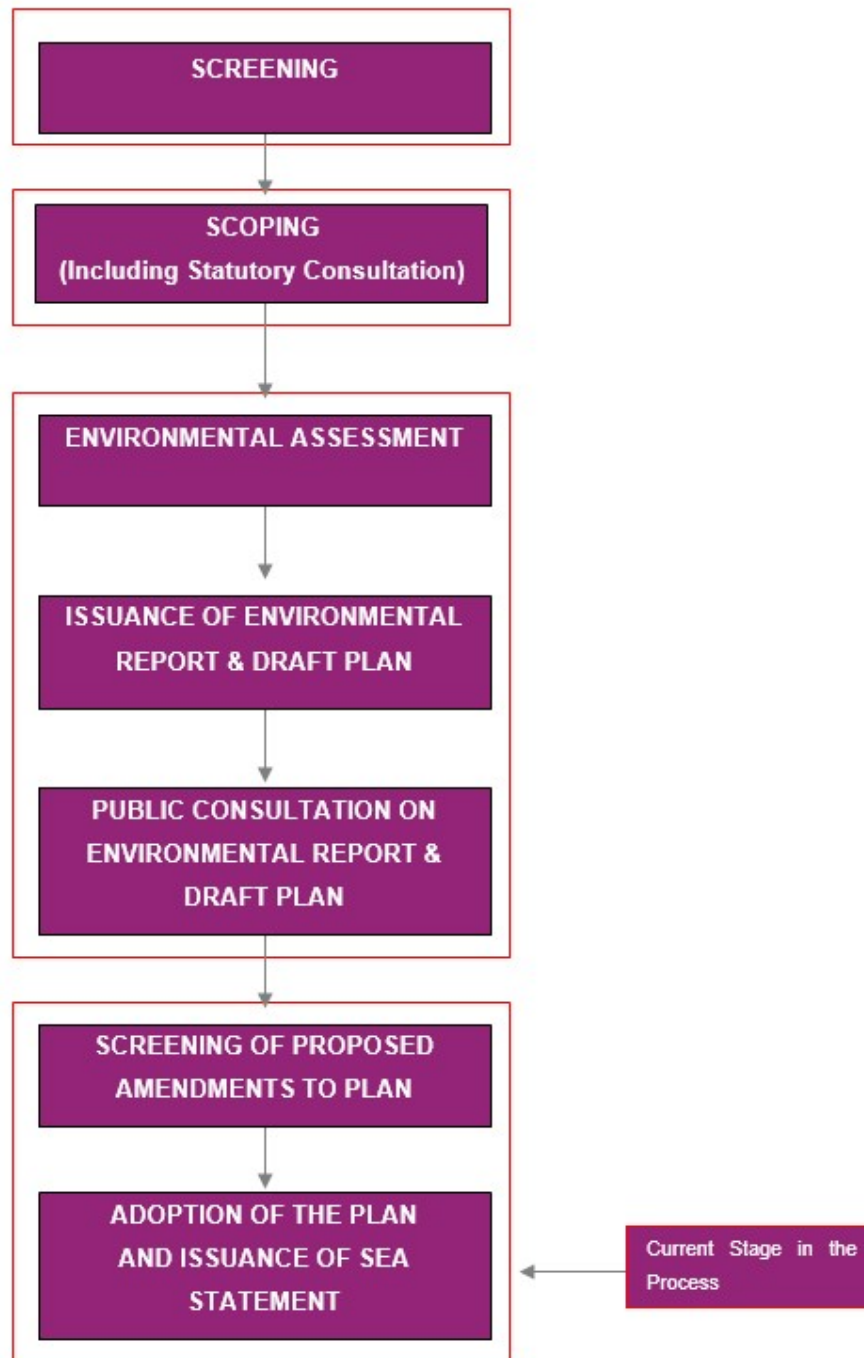 SCREENING
SCOPING
(Including Statutory Consultation)
ENVIRONMENTAL ASSESSMENT
ISSUANCE OF ENVIRONMENTAL
REPORT & DRAFT PLAN
PUBLIC CONSULTATION ON
ENVIRONMENTAL REPORT &
DRAFT PLAN
SCREENING OF PROPOSED
AMENDMENTS TO PLAN
ADOPTION OF THE PLAN
AND ISSUANCE OF SEA
STATEMENT
Current Stage in the
Process